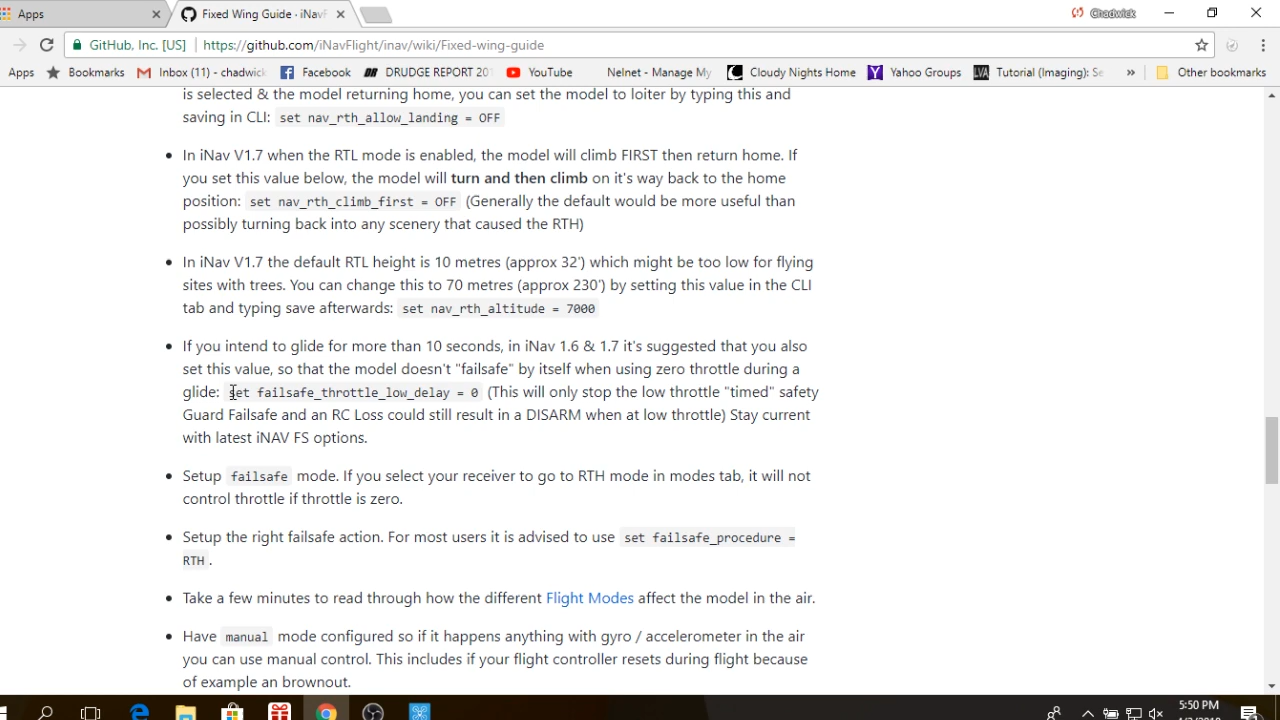 Apps
Fixed Wing Guide · iNavF
Chadwick
GitHub, Inc. [US]
https://github.com/iNavFlight/inav/wiki/Fixed-wing-guide
Apps Bookmarks Inbox (11) - chadwick Facebook DRUDGE REPORT 201 YouTube Nelnet - Manage My Cloudy Nights Home Yahoo Groups LVA Tutorial (Imaging): Se » Other bookmarks
is selected & the model returning home, you can set the model to loiter by typing this and
saving in CLI: set nav_rth_allow_landing = OFF
In iNav V1.7 when the RTL mode is enabled, the model will climb FIRST then return home. If
you set this value below, the model will turn and then climb on it's way back to the home
position: set nav_rth_climb_first = OFF (Generally the default would be more useful than
possibly turning back into any scenery that caused the RTH)
In iNav V1.7 the default RTL height is 10 metres (approx 32') which might be too low for flying
sites with trees. You can change this to 70 metres (approx 230') by setting this value in the CLI
tab and typing save afterwards: set nav_rth_altitude = 7000
If you intend to glide for more than 10 seconds, in iNav 1.6 & 1.7 it's suggested that you also
set this value, so that the model doesn't "failsafe" by itself when using zero throttle during a
glide: set failsafe_throttle_low_delay = 0 (This will only stop the low throttle "timed" safety
Guard Failsafe and an RC Loss could still result in a DISARM when at low throttle) Stay current
with latest iNAV FS options.
Setup failsafe mode. If you select your receiver to go to RTH mode in modes tab, it will not
control throttle if throttle is zero.
Setup the right failsafe action. For most users it is advised to use set failsafe_procedure =
RTH.
Take a few minutes to read through how the different Flight Modes affect the model in the air.
Have manual mode configured so if it happens anything with gyro / accelerometer in the air
you can use manual control. This includes if your flight controller resets during flight because
of example an brownout.
5:50 PM